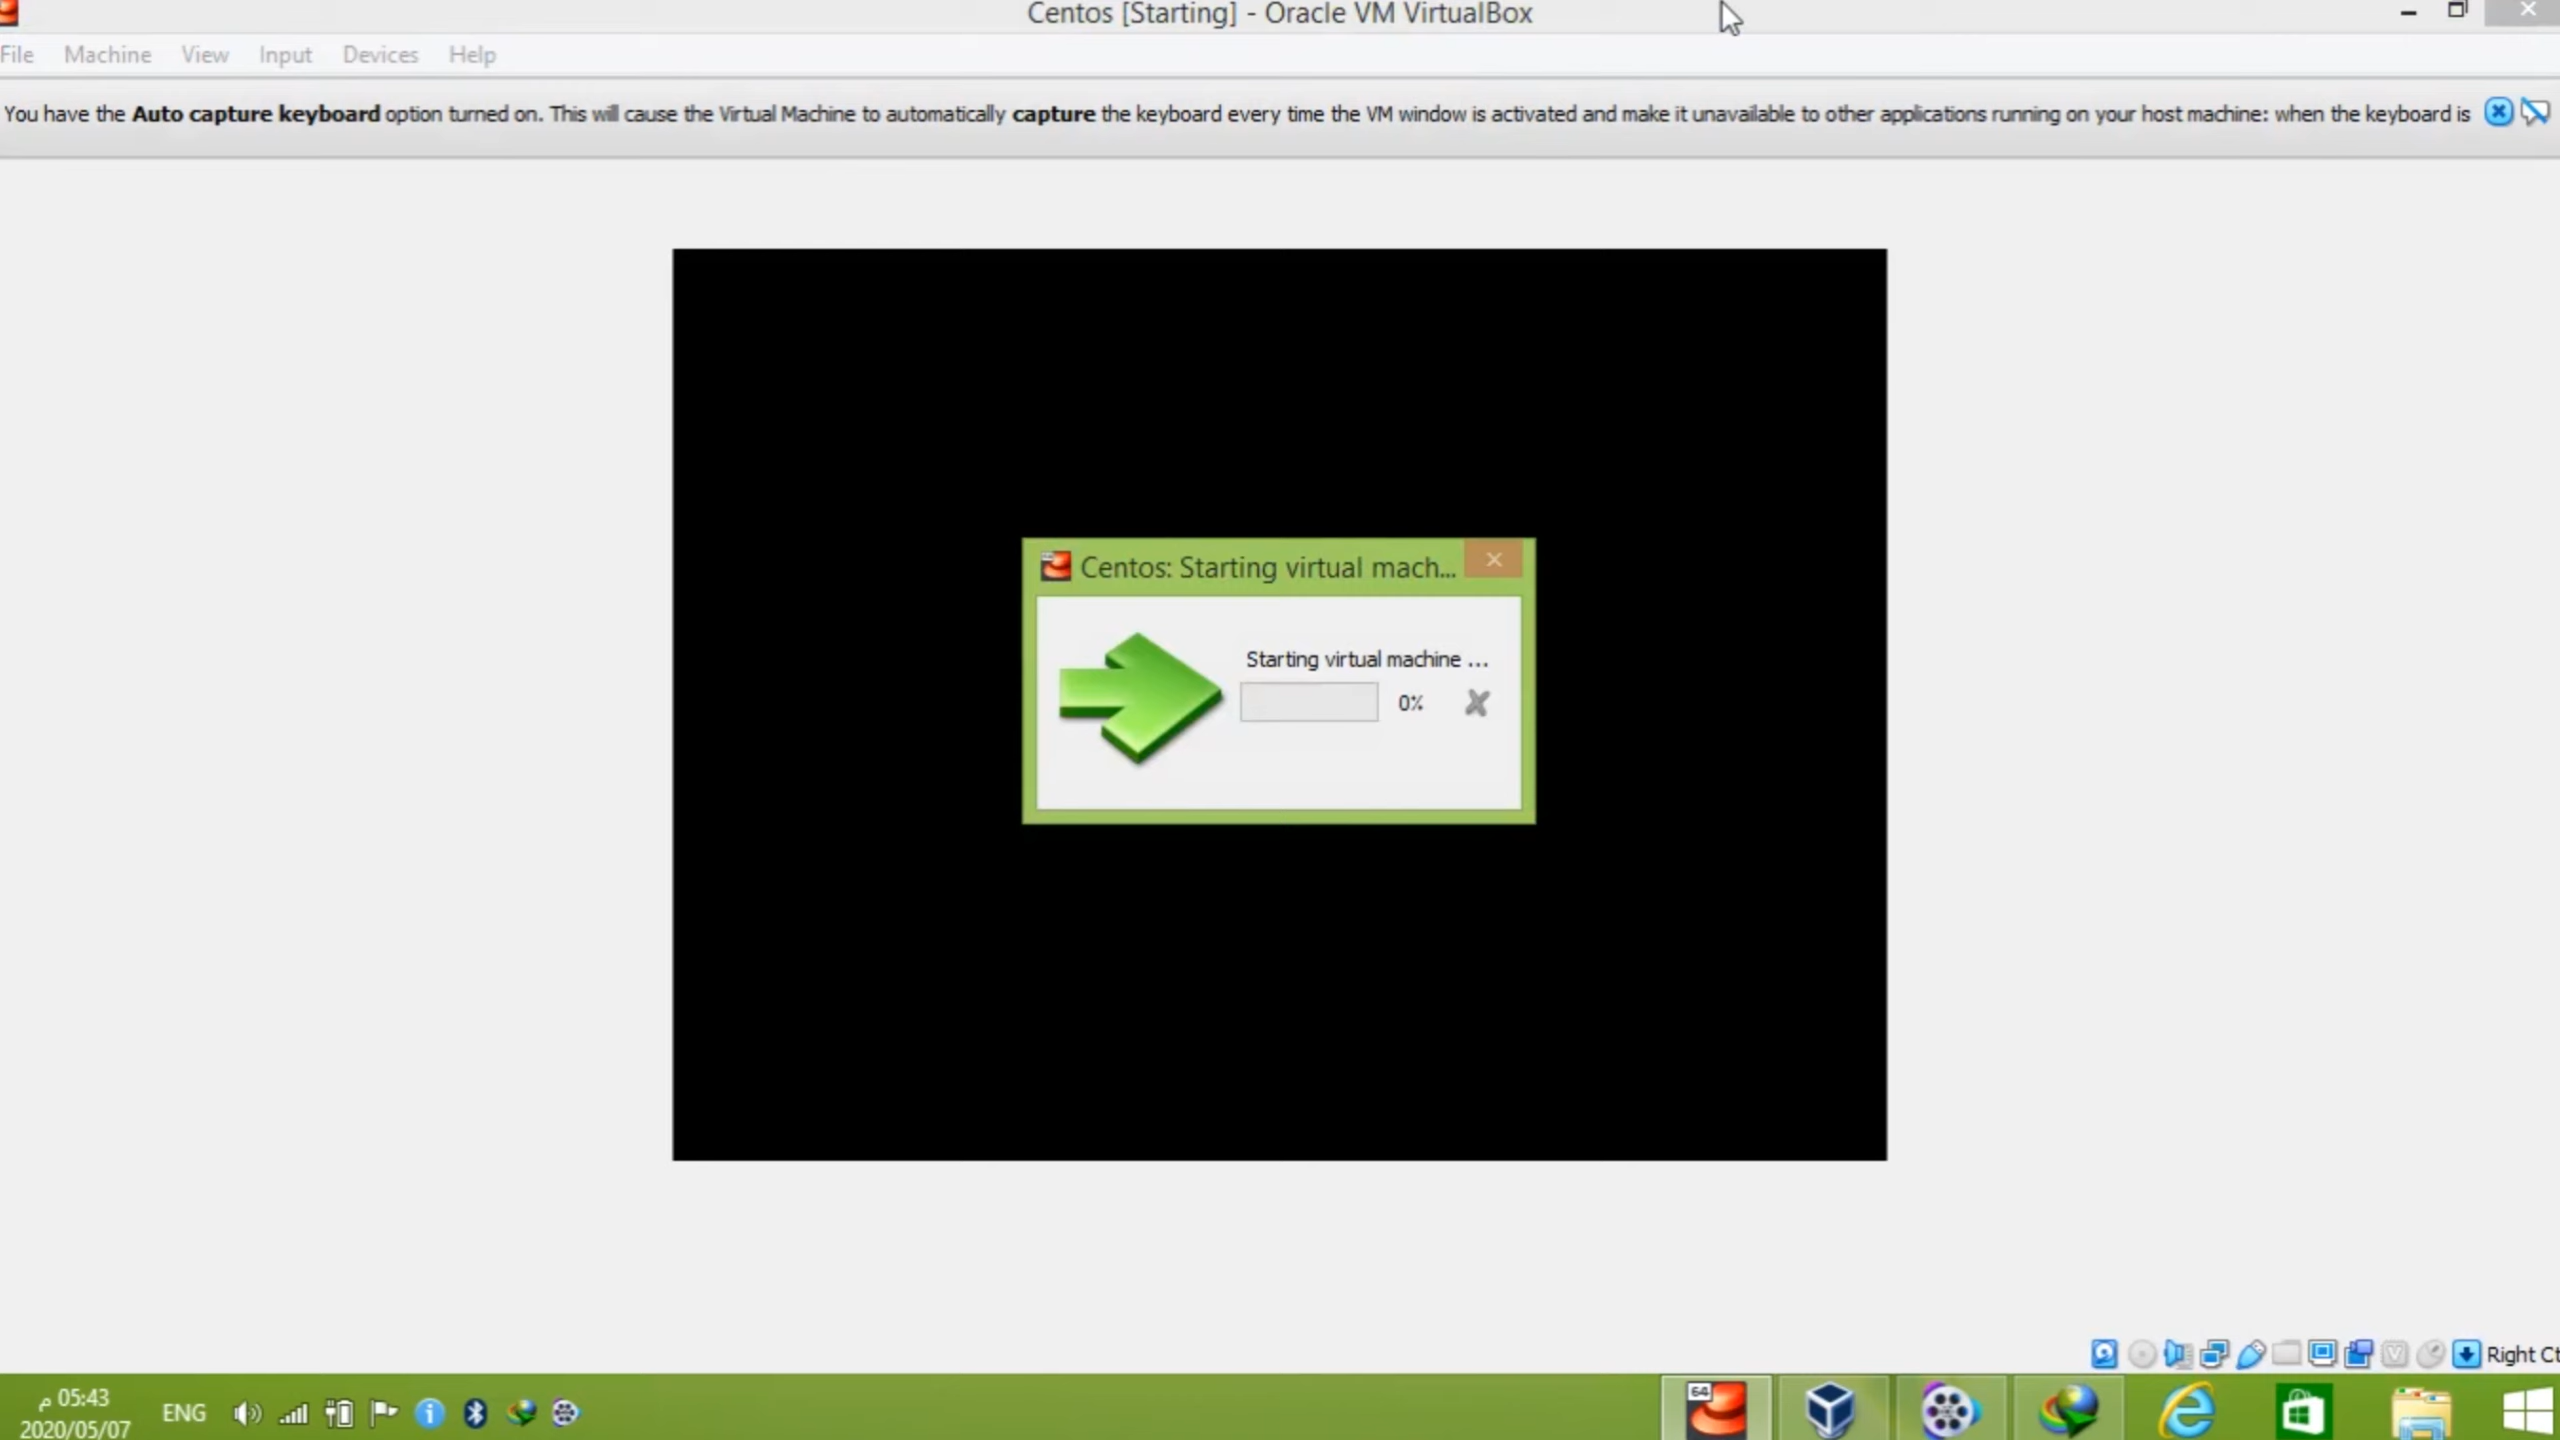 Centos [Starting] - Oracle VM VirtualBox
File Machine View Input Devices Help
You have the Auto capture keyboard option turned on. This will cause the Virtual Machine to automatically capture the keyboard every time the VM window is activated and make it unavailable to other applications running on your host machine: when the keyboard is
Centos: Starting virtual mach...
Starting virtual machine ...
0%
Right Ct
05:43 م
ENG
64
2020/05/07